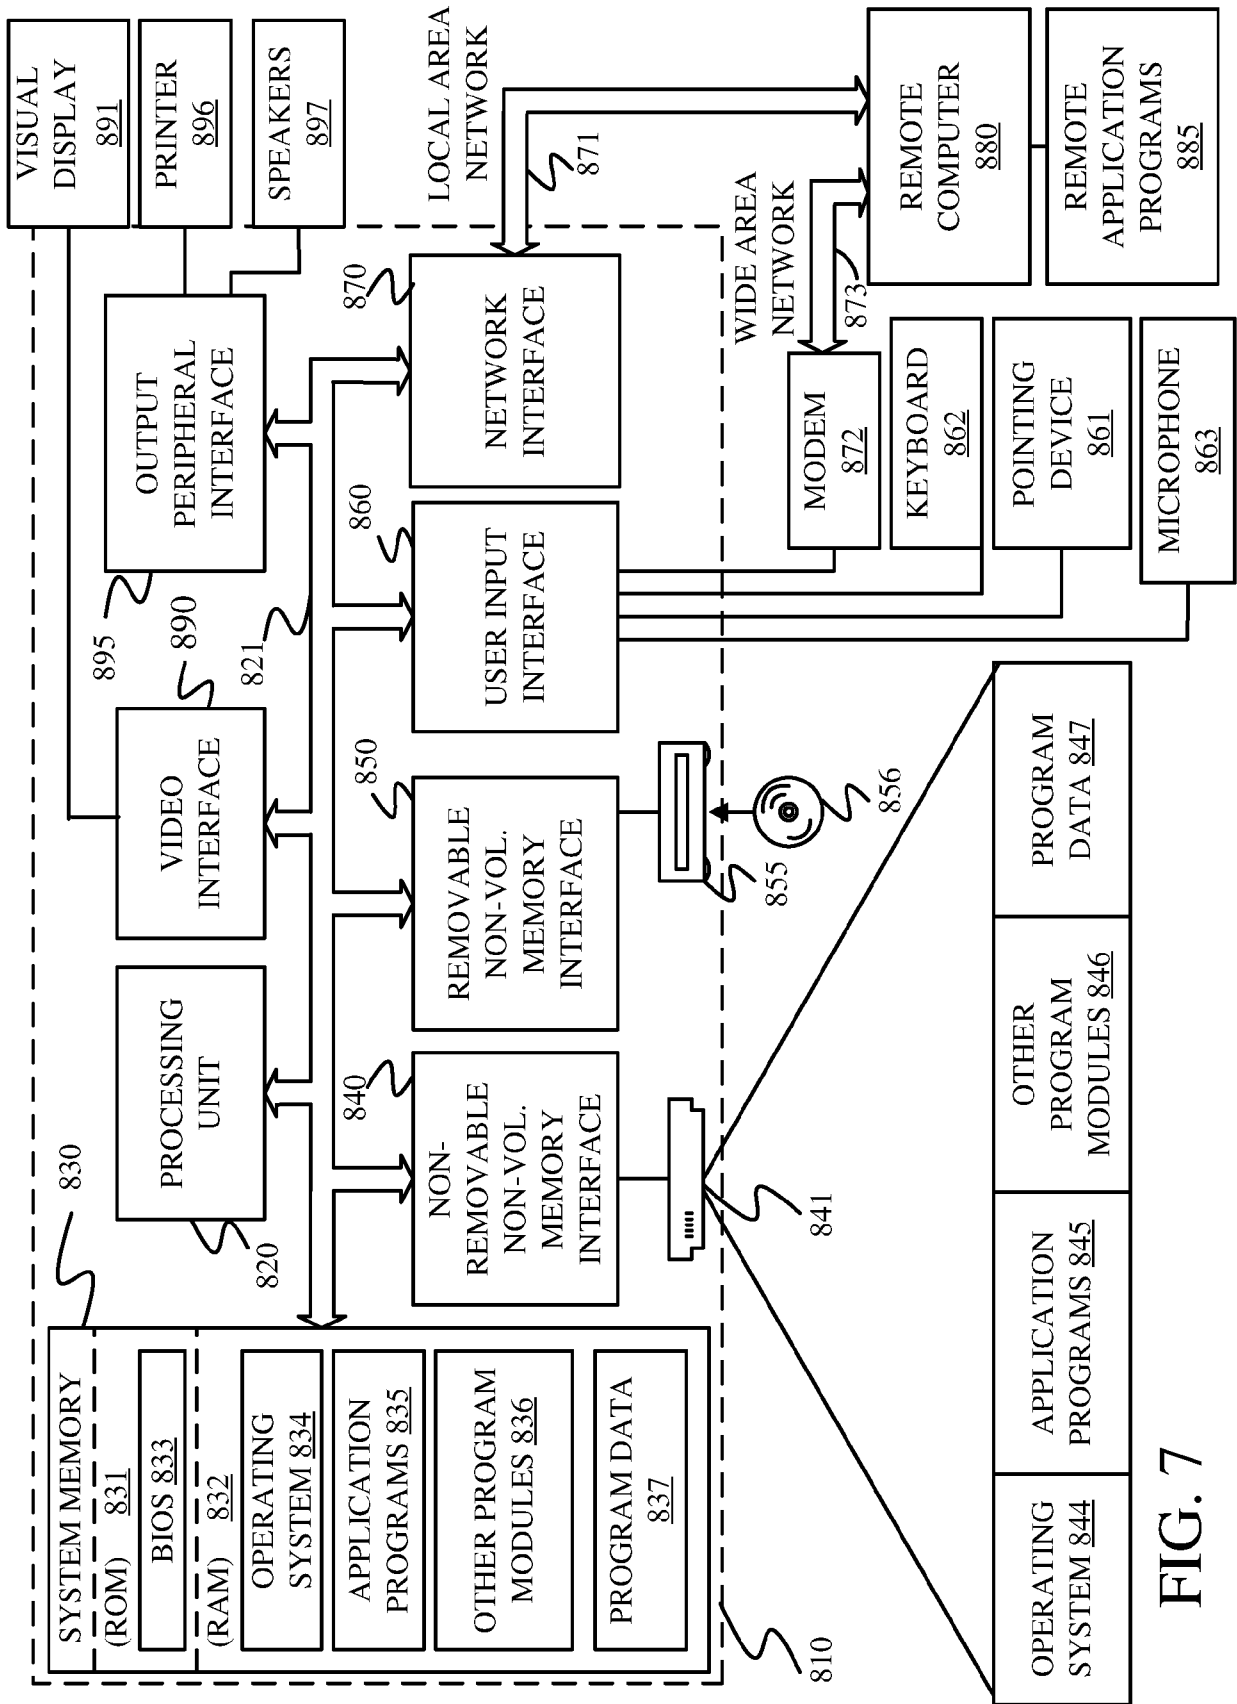 SYSTEM MEMORY
(ROM) 831
BIOS 833
(RAM) 832
OPERATING
SYSTEM 834
APPLICATION
PROGRAMS 835
OTHER PROGRAM
MODULES 836
PROGRAM DATA
837
810
830
PROCESSING
UNIT
820
VIDEO
INTERFACE
890
821
OUTPUT
PERIPHERAL
INTERFACE
895
VISUAL
DISPLAY
891
PRINTER
896
SPEAKERS
897
NON-
REMOVABLE
NON-VOL.
MEMORY
INTERFACE
840
REMOVABLE
NON-VOL.
MEMORY
INTERFACE
850
USER INPUT
INTERFACE
860
NETWORK
INTERFACE
870
LOCAL AREA
NETWORK
871
841
855
856
WIDE AREA
NETWORK
873
MODEM
872
KEYBOARD
862
POINTING
DEVICE
861
MICROPHONE
863
REMOTE
COMPUTER
880
REMOTE
APPLICATION
PROGRAMS
885
OPERATING
SYSTEM 844
APPLICATION
PROGRAMS 845
OTHER
PROGRAM
MODULES 846
PROGRAM
DATA 847
FIG. 7